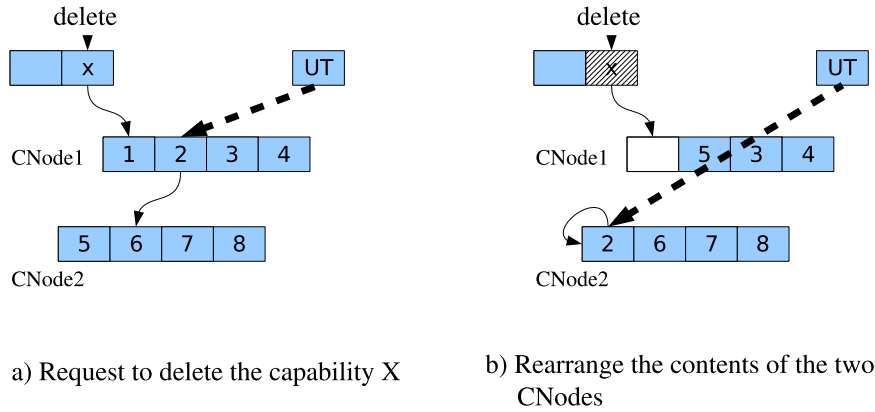 delete
x
UT
CNode1
1 2 3 4
5 6 7 8
CNode2
a) Request to delete the capability X
delete
x
UT
CNode1
5 3 4
2 6 7 8
CNode2
b) Rearrange the contents of the two
CNodes